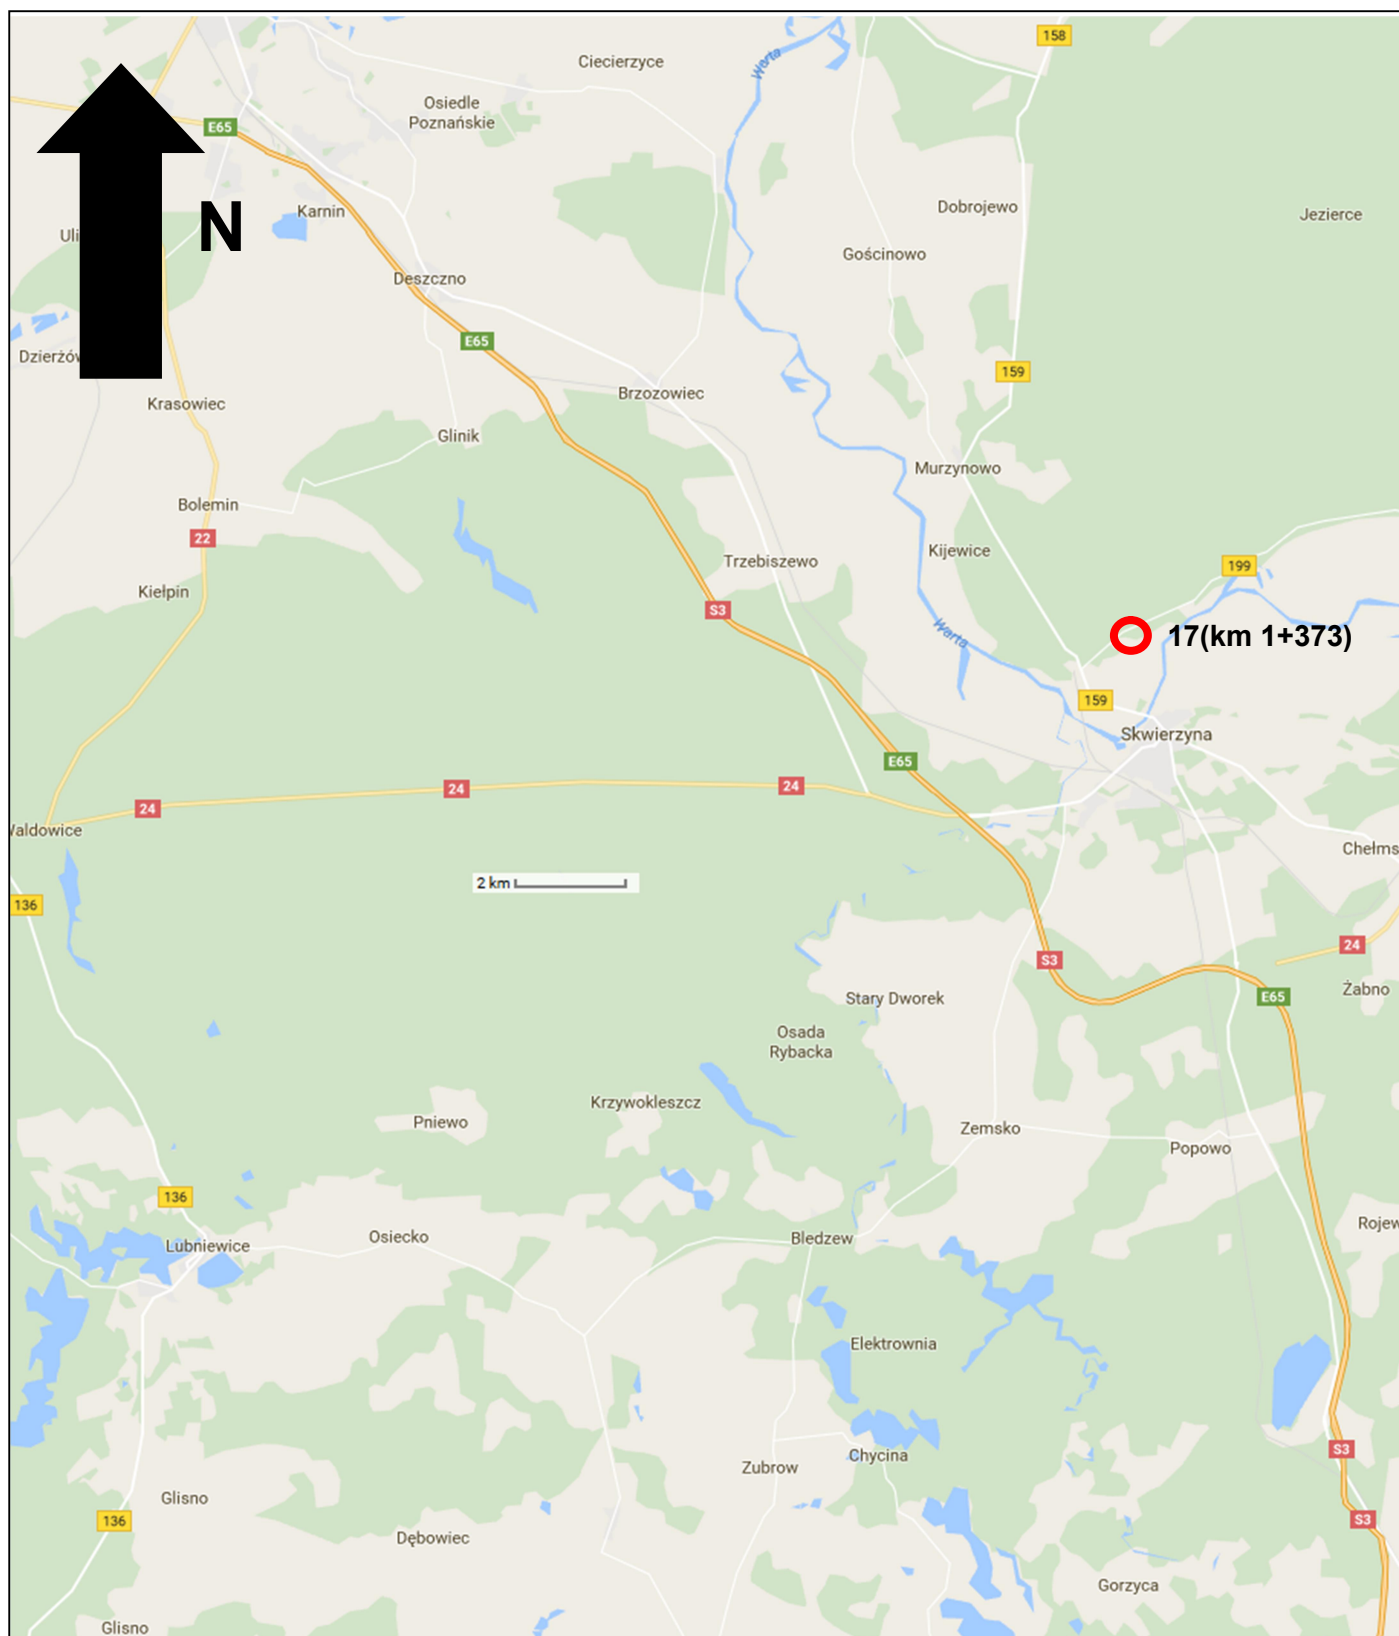 158
Ciecierzyce
Warta
Osiedle
Poznańskie
E65
Karnin
N
Dobrojewo
Jezierce
Uli
Gościnowo
Deszczno
E65
Dzierżów
159
Brzozowiec
Krasowiec
Glinik
Murzynowo
Bolemin
22
Kijewice
Trzebiszewo
199
Kiełpin
S3
Warta
17(km 1+373)
159
Skwierzyna
E65
24
24
24
Waldowice
Chełms
2 km
136
24
S3
Żabno
E65
Stary Dworek
Osada
Rybacka
Krzywokleszcz
Pniewo
Zemsko
Popowo
136
Rojew
Osiecko
Bledzew
Lubniewice
Elektrownia
S3
Chycina
Zubrow
Glisno
136
S3
Dębowiec
Gorzyca
Glisno